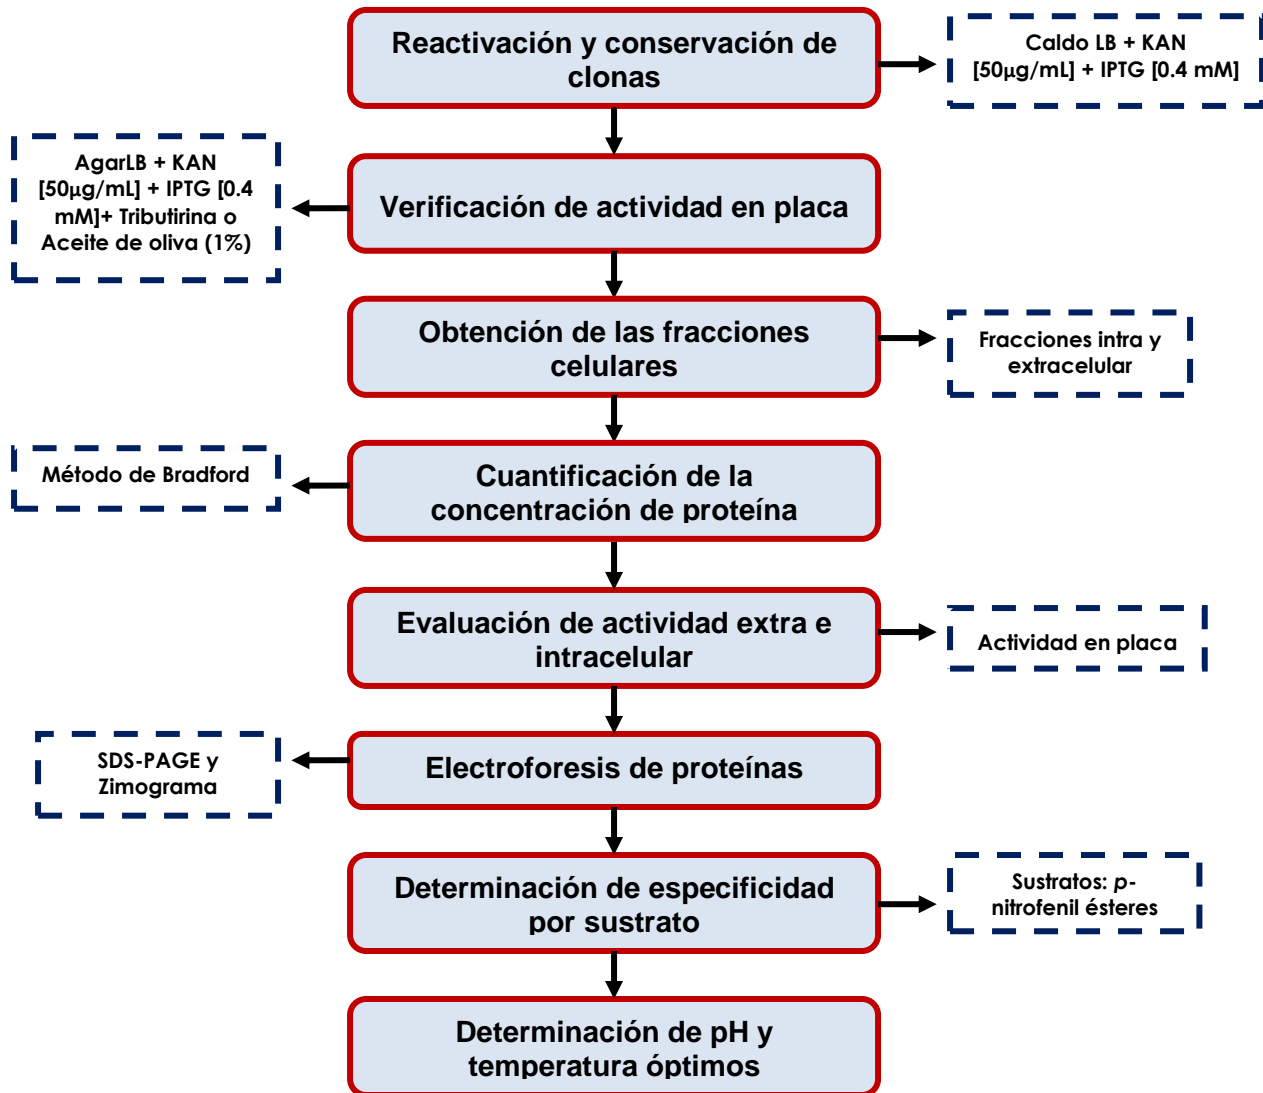 Reactivación y conservación de
clonas
Caldo LB + KAN
[50µg/mL] + IPTG [0.4 mM]
AgarLB + KAN
[50µg/mL] + IPTG [0.4
mM]+ Tributirina o
Aceite de oliva (1%)
Verificación de actividad en placa
Obtención de las fracciones
celulares
Fracciones intra y
extracelular
Método de Bradford
Cuantificación de la
concentración de proteína
Evaluación de actividad extra e
intracelular
Actividad en placa
SDS-PAGE y
Zimograma
Electroforesis de proteínas
Determinación de especificidad
por sustrato
Sustratos: p-
nitrofenil ésteres
Determinación de pH y
temperatura óptimos